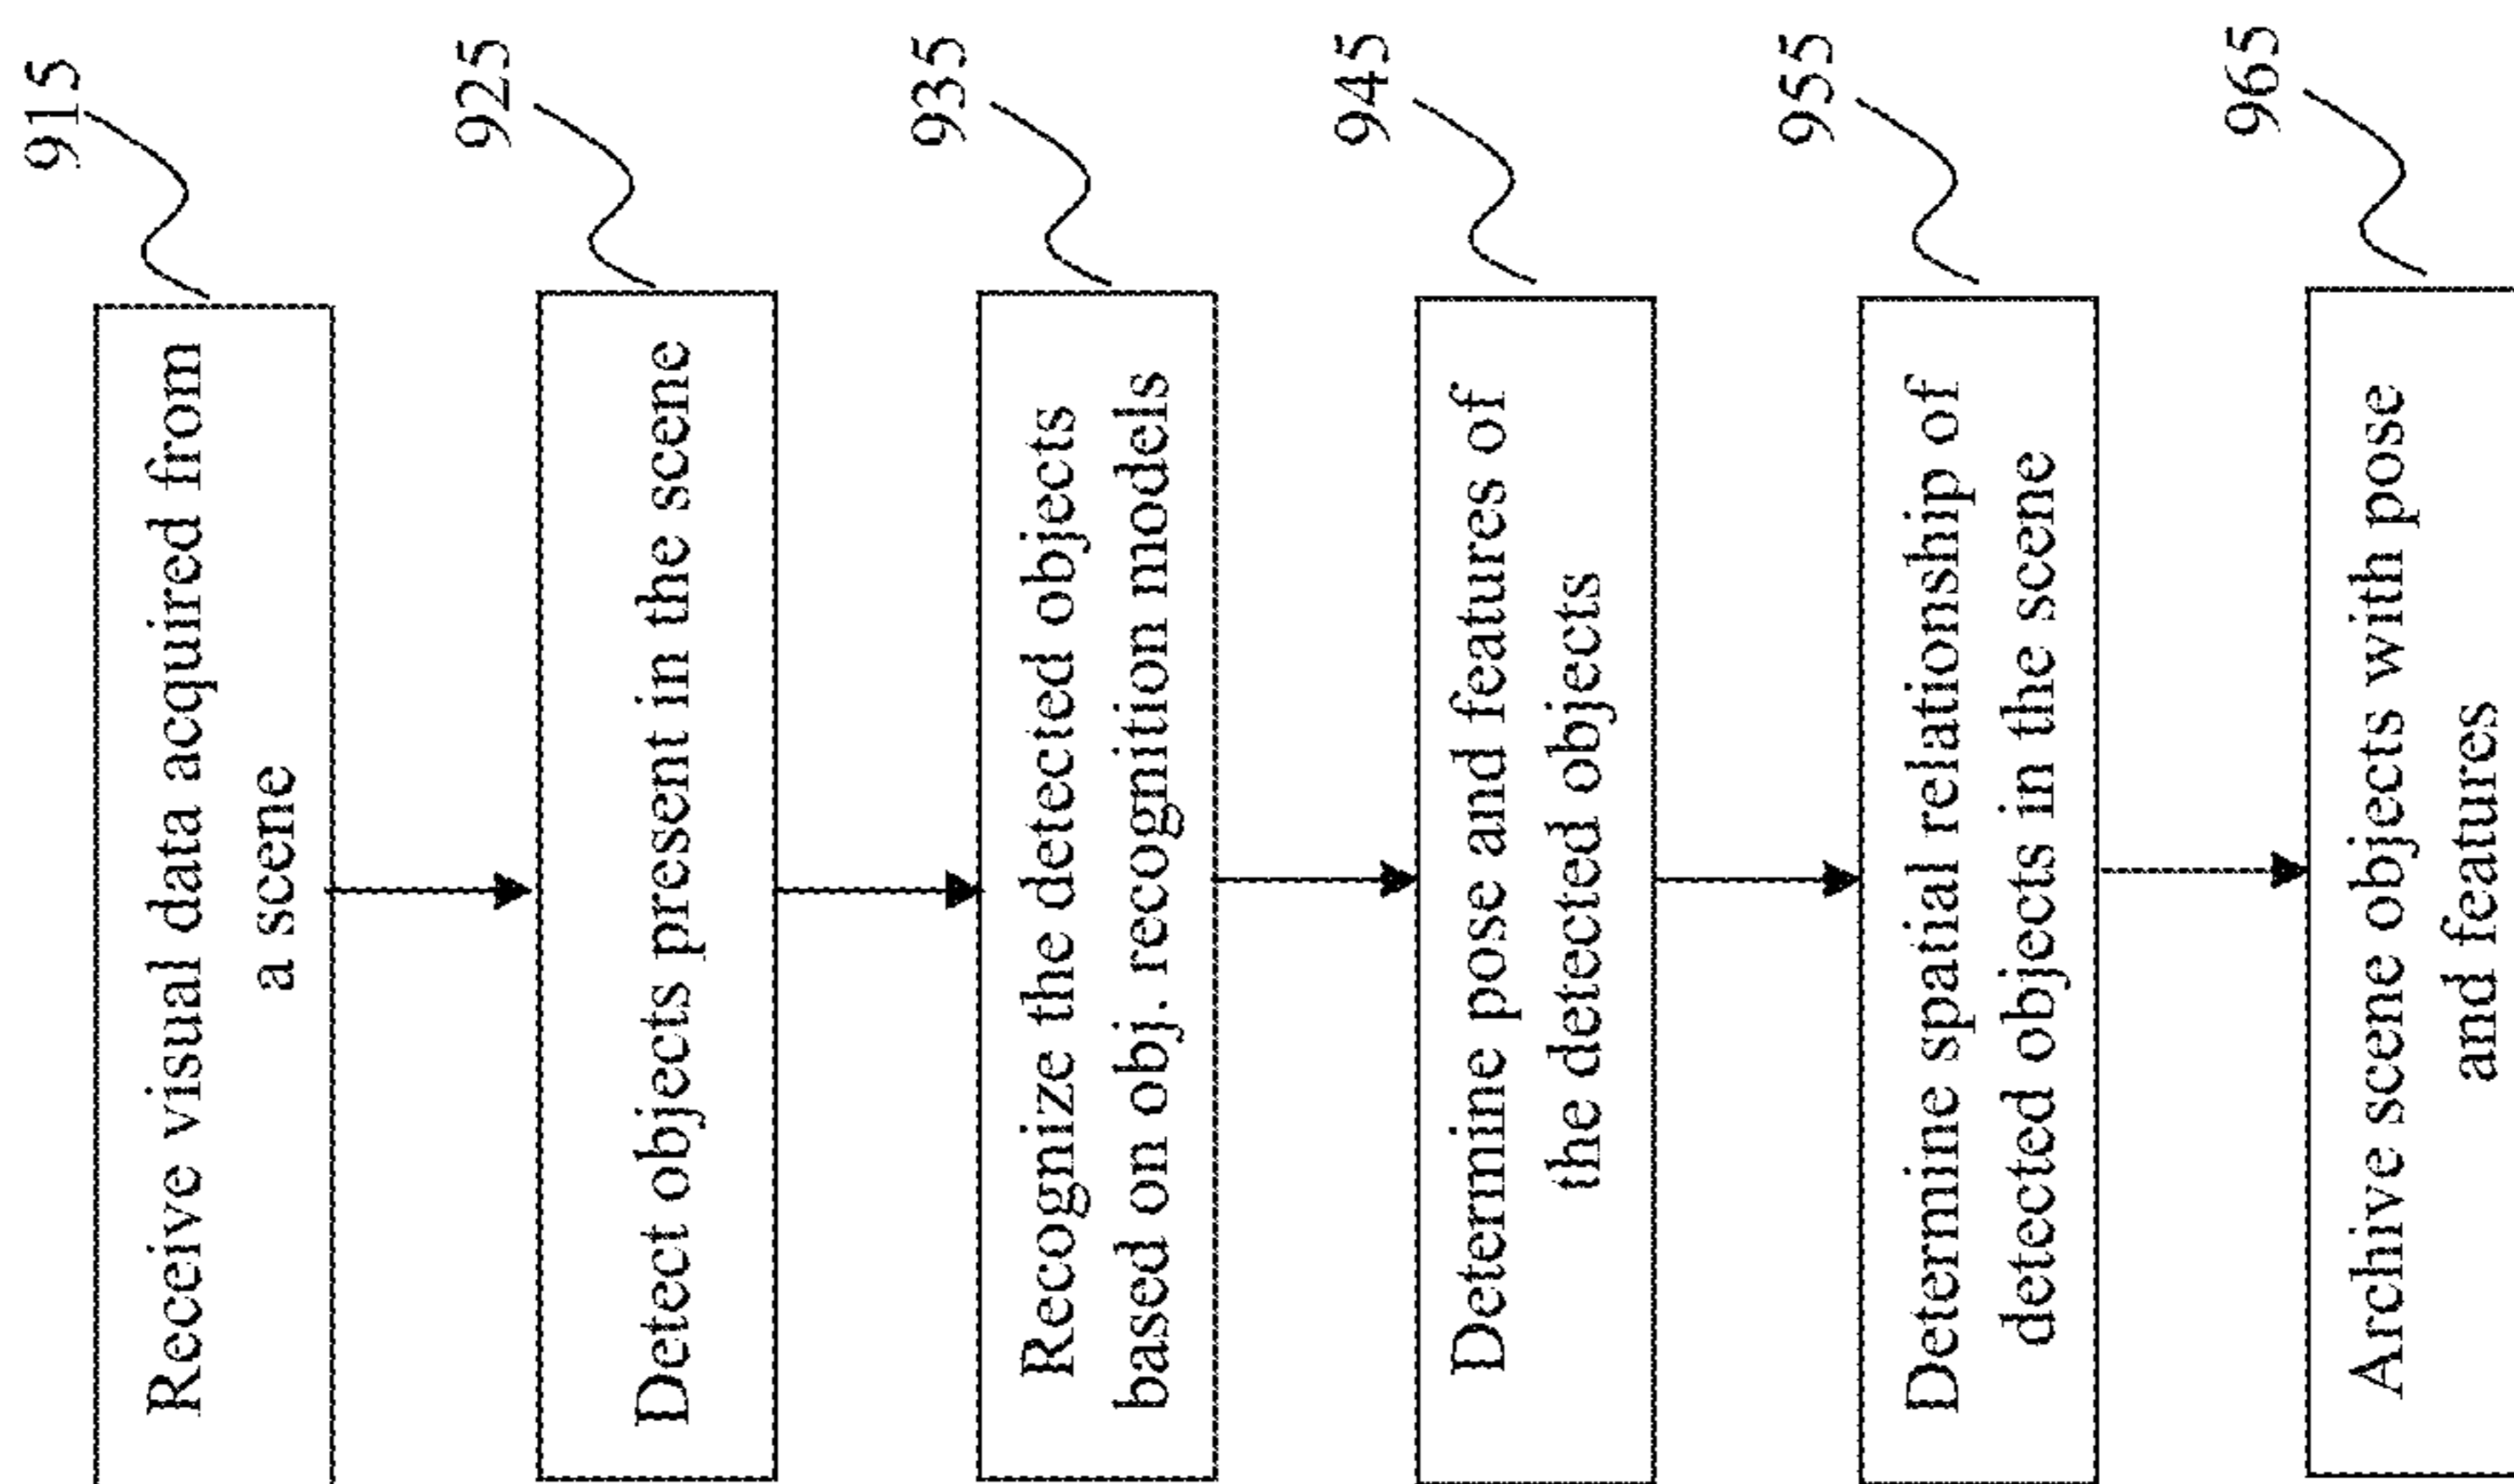 915
Receive visual data acquired from
a scene
925
Detect objects present in the scene
935
Recognize the detected objects
based on obj. recognition models
945
Determine pose and features of
the detected objects
955
Determine spatial relationship of
detected objects in the scene
965
Archive scene objects with pose
and features